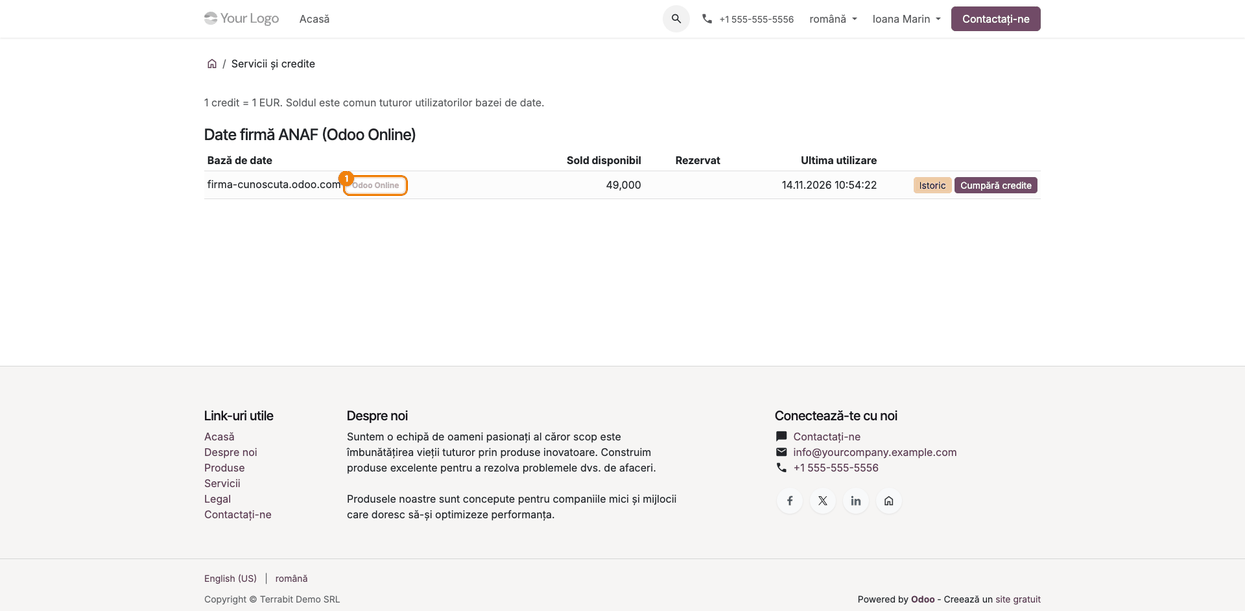 Your Logo Acasă +1 555-555-5556 română Ioana Marin Contactați-ne
/ Servicii și credite
1 credit = 1 EUR. Soldul este comun tuturor utilizatorilor bazei de date.
Date firmă ANAF (Odoo Online)
Bază de date Sold disponibil Rezervat Ultima utilizare
1
firma-cunoscuta.odoo.com Odoo Online 49,000 14.11.2026 10:54:22 Istoric Cumpără credite
Link-uri utile
Acasă
Despre noi
Produse
Servicii
Legal
Contactați-ne
Despre noi
Suntem o echipă de oameni pasionați al căror scop este
îmbunătățirea vieții tuturor prin produse inovatoare. Construim
produse excelente pentru a rezolva problemele dvs. de afaceri.
Produsele noastre sunt concepute pentru companiile mici și mijlocii
care doresc să-și optimizeze performanța.
Conectează-te cu noi
Contactați-ne
info@yourcompany.example.com
+1 555-555-5556
English (US) | română
Copyright © Terrabit Demo SRL
Powered by Odoo - Creează un site gratuit